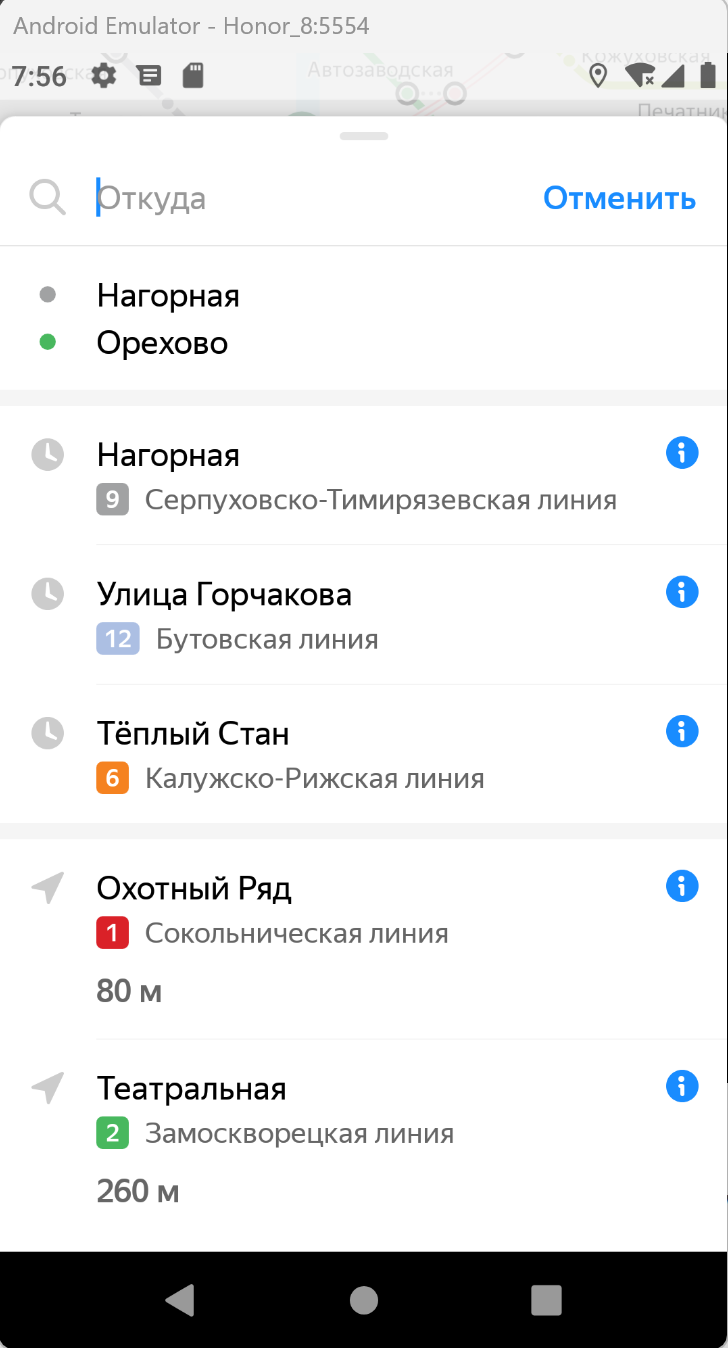 Android Emulator - Honor_8:5554
Кожуховская
7:56
Автозаводская
Печатник
Откуда
Отменить
Нагорная
Орехово
Нагорная
9 Серпуховско-Тимирязевская линия
Улица Горчакова
12 Бутовская линия
Тёплый Стан
6 Калужско-Рижская линия
Охотный Ряд
1 Сокольническая линия
80 м
Театральная
2 Замоскворецкая линия
260 м